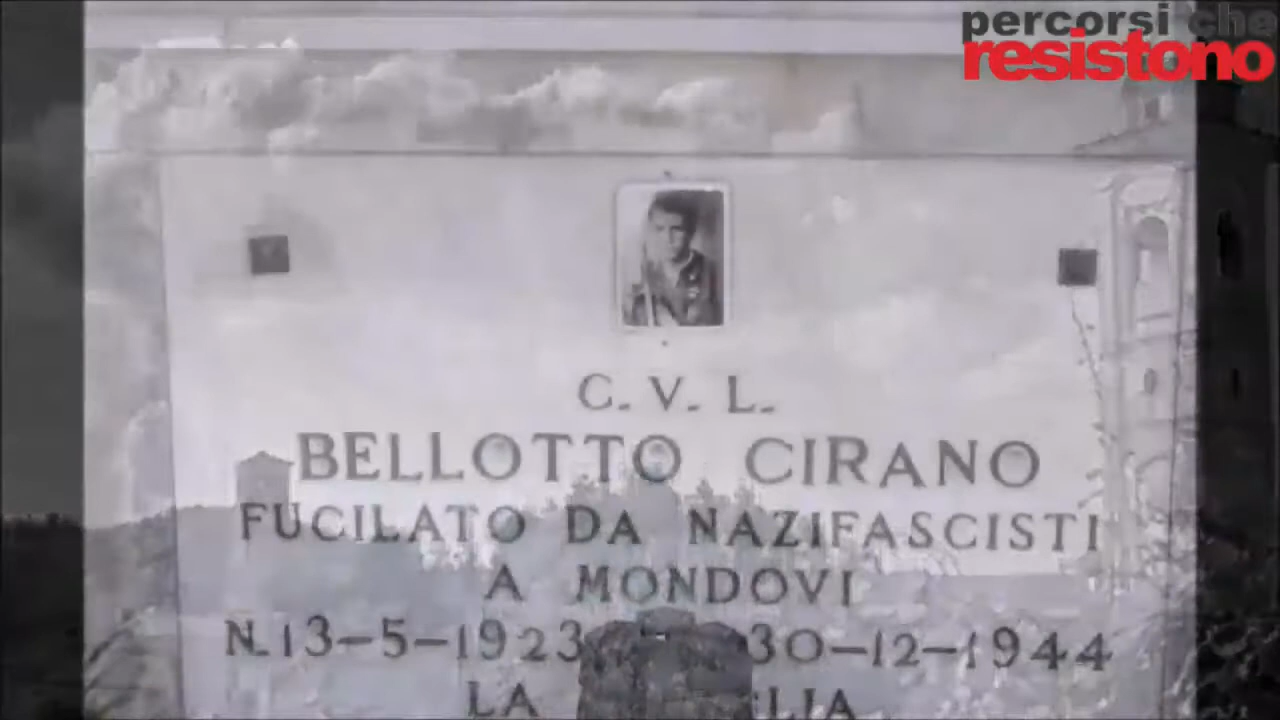 percorsi che
resistono
C. V. L.
BELLOTTO CIRANO
FUCILATO DA NAZIFASCISTI
A MONDOVI
N. 13-5-1923 30-12-1944
LA